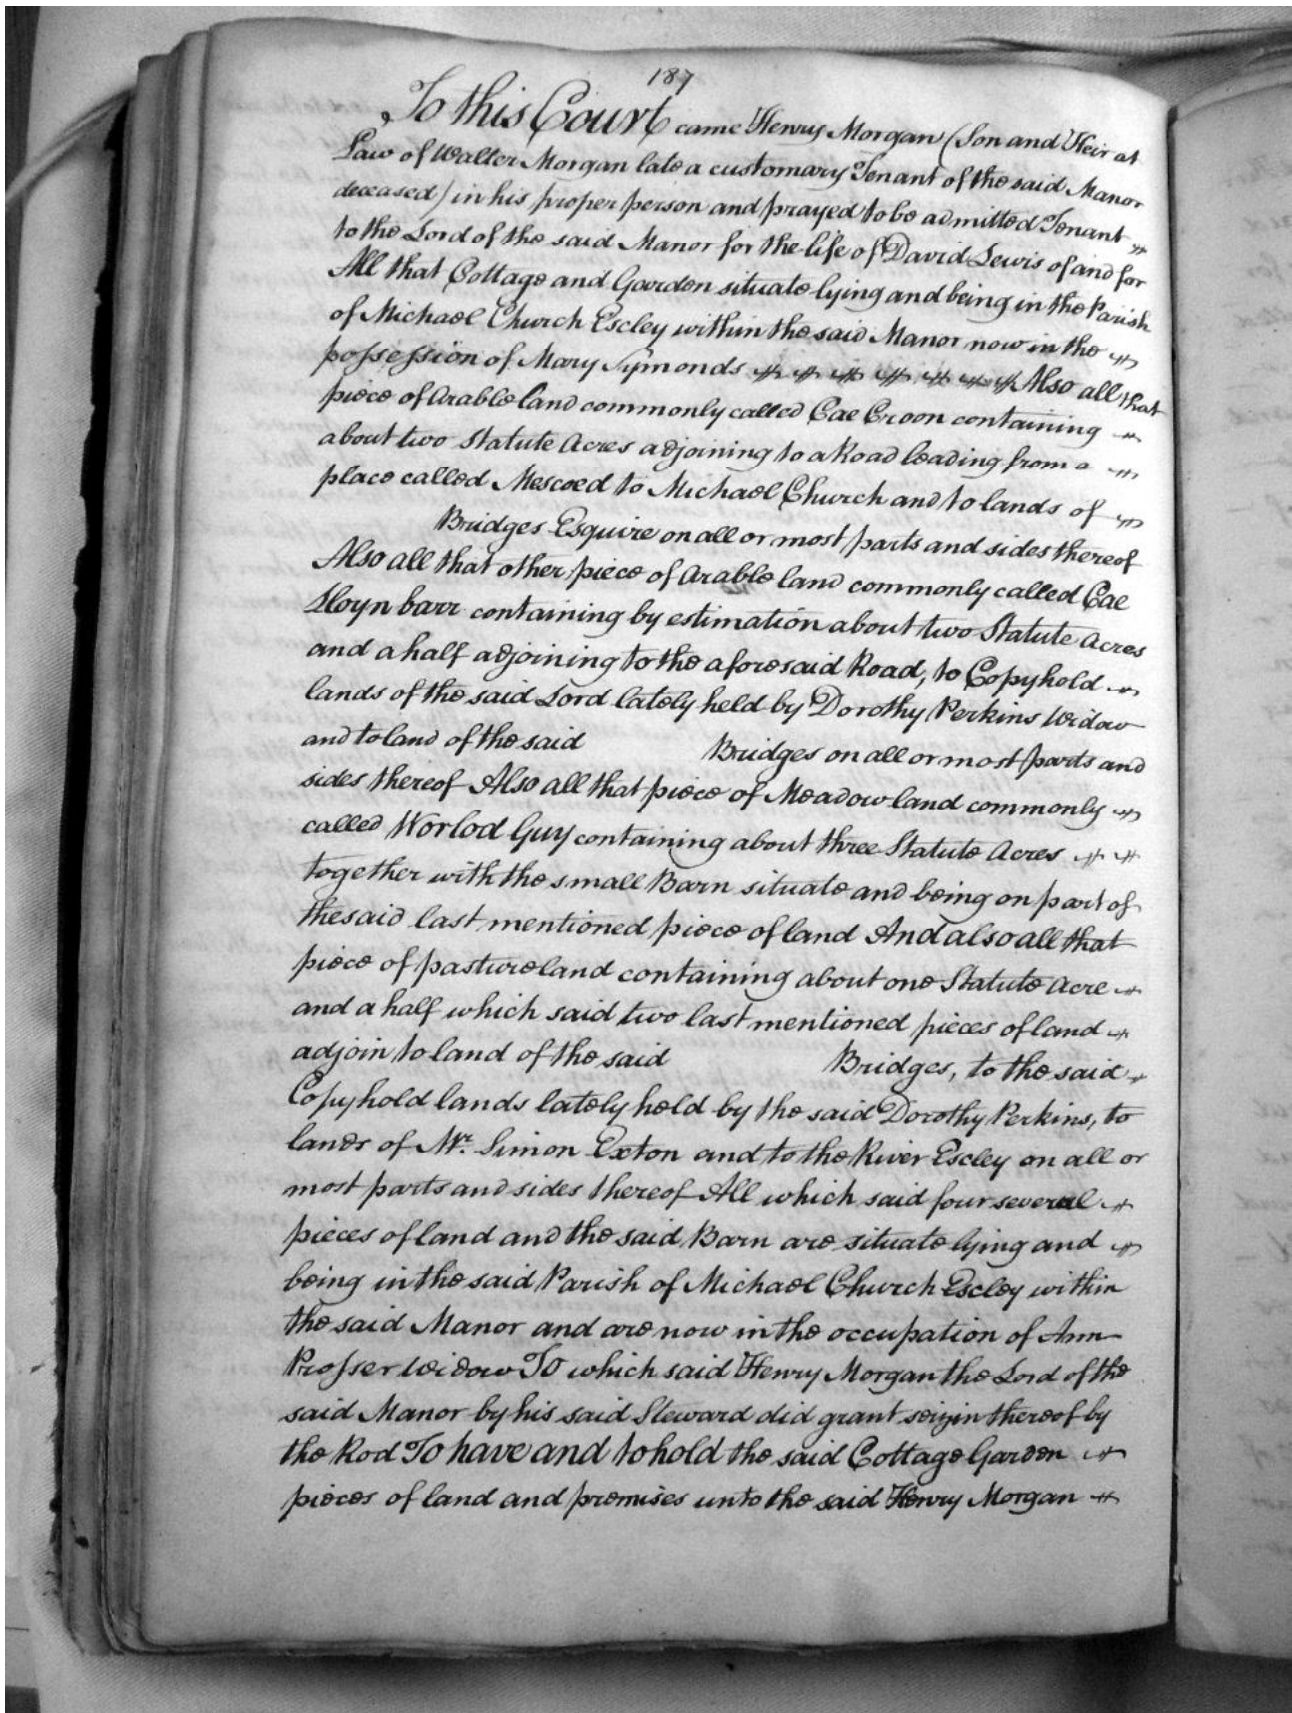 187
To this Court came Henry Morgan (Son and Heir at
Law of Walter Morgan late a customary Tenant of the said Manor
deceased) in his proper person and prayed to be admitted Tenant
to the Lord of the said Manor for the life of David Lewis of and for
All that Cottage and Garden situate lying and being in the Parish
of Michael Church Escley within the said Manor now in the
possession of Mary Symonds Also all that
piece of Arable land commonly called Cae Croon containing
about two Statute Acres adjoining to a Road leading from a
place called Mescoed to Michael Church and to lands of
Bridges Esquire on all or most parts and sides thereof
Also all that other piece of arable land commonly called Cae
Lloyn barr containing by estimation about two Statute Acres
and a half adjoining to the aforesaid Road, to Copyhold
lands of the said Lord lately held by Dorothy Perkins Widow
and to land of the said Bridges on all or most parts and
sides thereof Also all that piece of Meadow land commonly
called Worlod Guy containing about three Statute Acres
together with the small Barn situate and being on part of
the said last mentioned piece of land And also all that
piece of pasture land containing about one Statute Acre
and a half which said two last mentioned pieces of land
adjoin to land of the said Bridges, to the said
Copyhold lands lately held by the said Dorothy Perkins, to
lands of Mr. Simon Exton and to the River Escley on all or
most parts and sides thereof All which said four several
pieces of land and the said Barn are situate lying and
being in the said Parish of Michael Church Escley within
the said Manor and are now in the occupation of Ann
Prosser Widow To which said Henry Morgan the Lord of the
said Manor by his said Steward did grant seizin thereof by
the Rod To have and to hold the said Cottage Garden
pieces of land and premises unto the said Henry Morgan